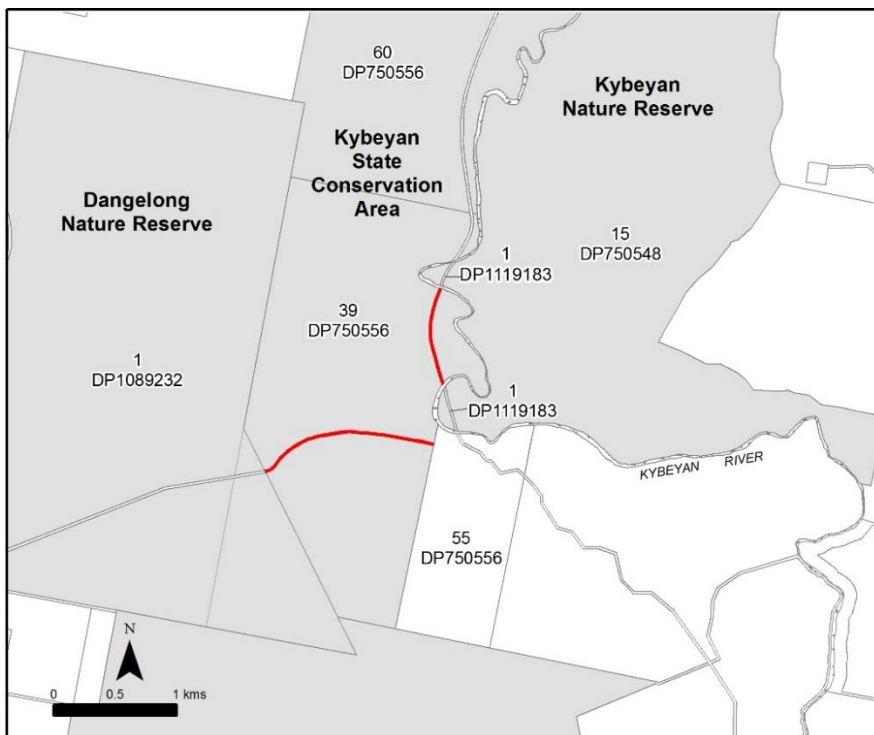 60
DP750556
Kybeyan
Nature Reserve
Kybeyan
State
Conservation
Area
Dangelong
Nature Reserve
1
DP1119183
15
DP750548
39
DP750556
1
DP1089232
1
DP1119183
KYBEYAN RIVER
55
DP750556
N
0 0.5 1 kms